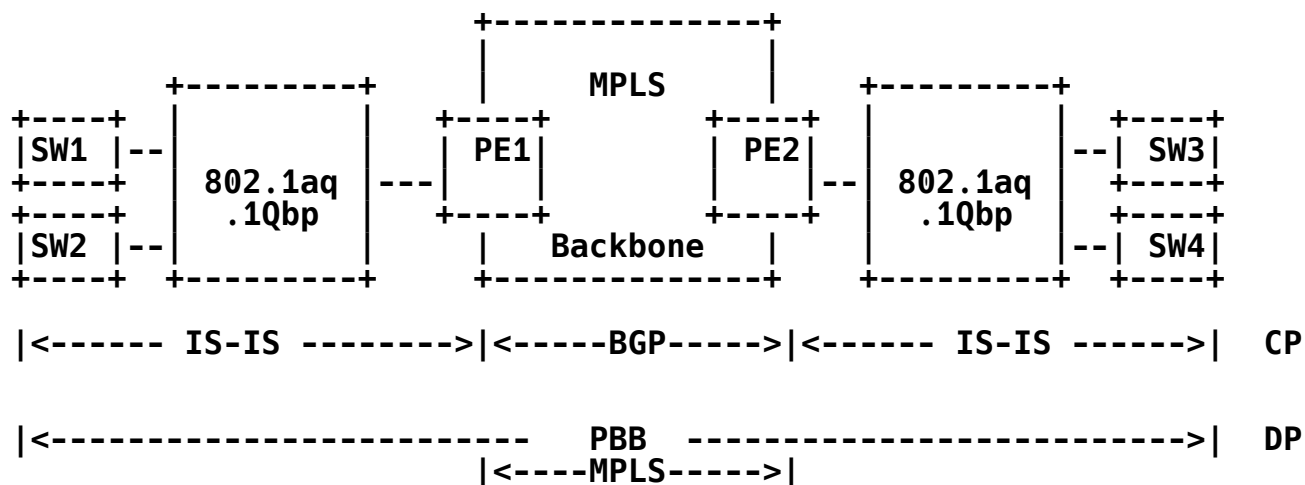 MPLS
SW1 PE1 PE2 SW3
802.1aq 802.1aq
.1Qbp .1Qbp
SW2 Backbone SW4
|<------ IS-IS -------->|<-----BGP----->|<------ IS-IS ------>| CP
|<------------------------- PBB -------------------------->| DP
|<----MPLS----->|